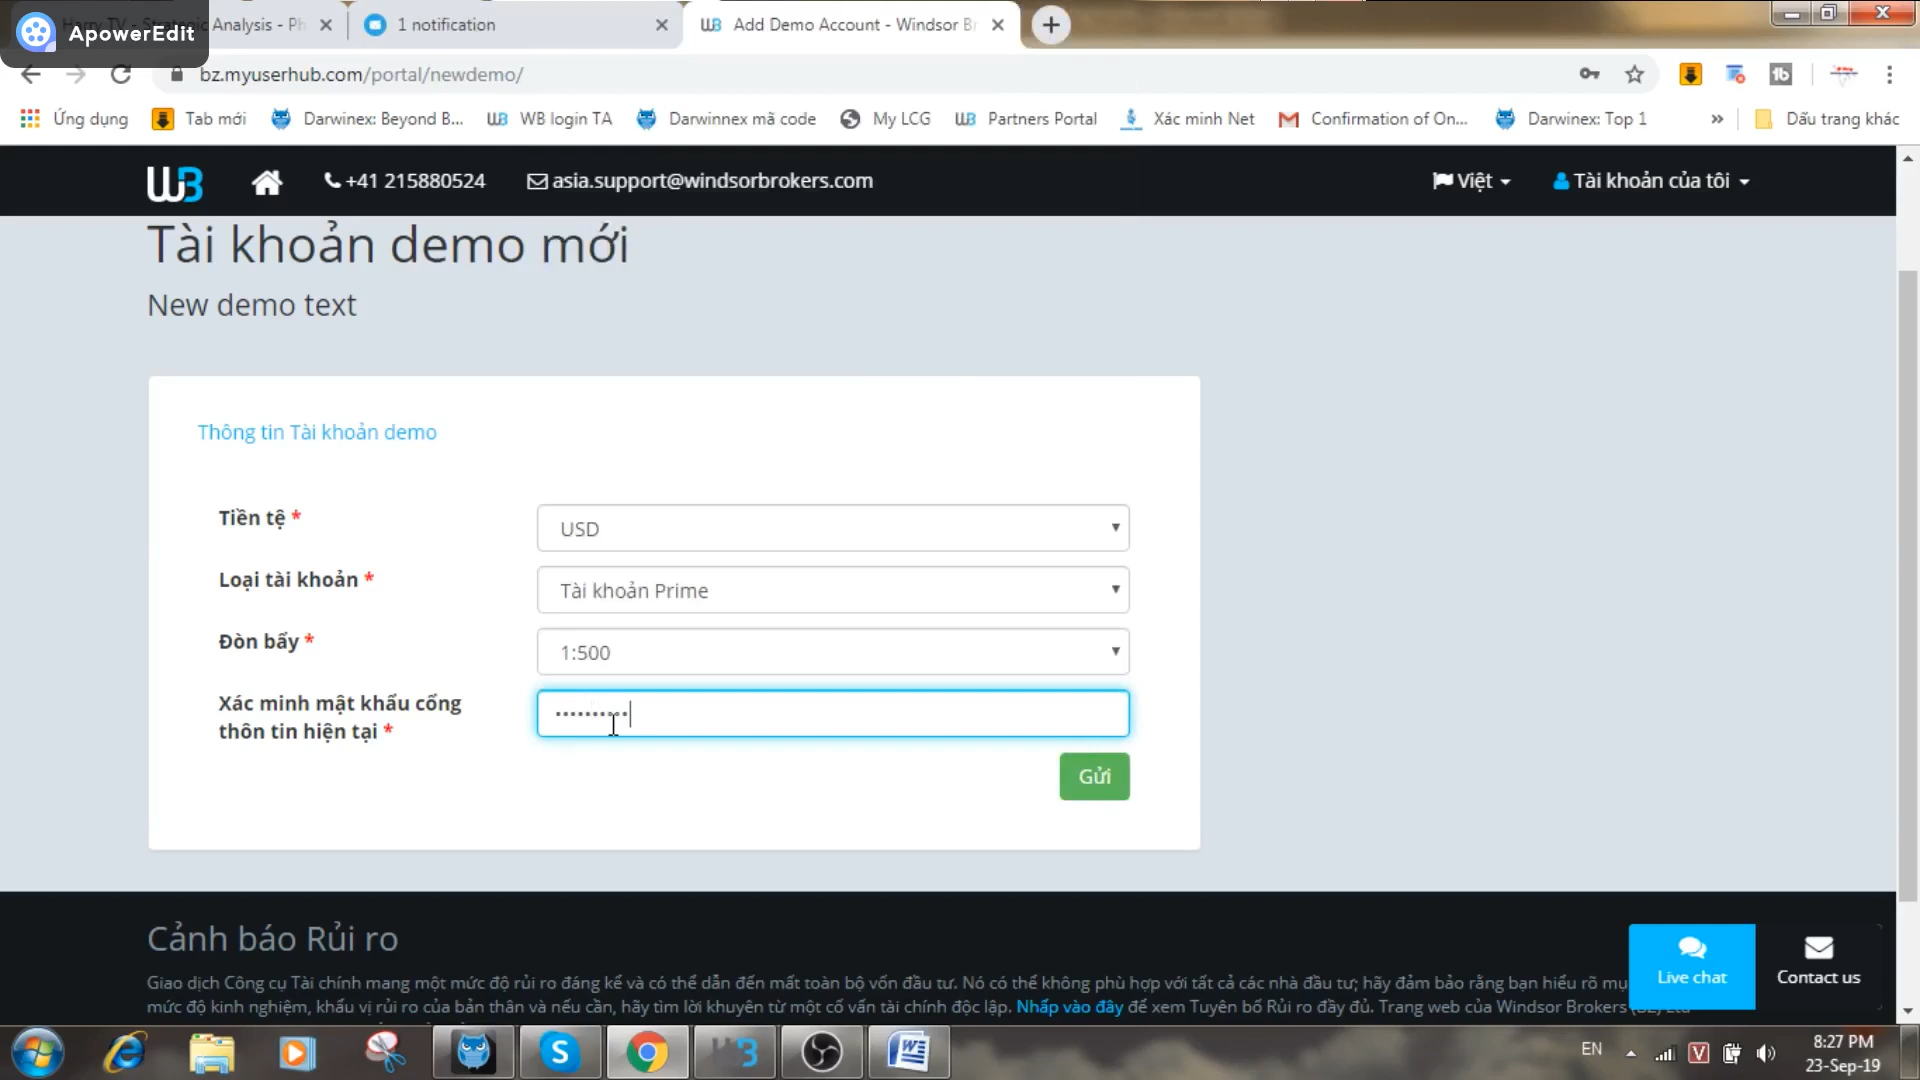 ApowerEdit
Analysis - Ph
1 notification
Add Demo Account - Windsor Br
bz.myuserhub.com/portal/newdemo/
Ứng dụng
Tab mới
Darwinex: Beyond B...
WB login TA
Darwinnex mã code
My LCG
Partners Portal
Xác minh Net
Confirmation of On...
Darwinex: Top 1
»
Dấu trang khác
+41 215880524
asia.support@windsorbrokers.com
Việt
Tài khoản của tôi
Tài khoản demo mới
New demo text
Thông tin Tài khoản demo
Tiền tệ *
USD
Loại tài khoản *
Tài khoản Prime
Đòn bẩy *
1:500
Xác minh mật khẩu cổng
thôn tin hiện tại *
••••••••••
Gửi
Cảnh báo Rủi ro
Giao dịch Công cụ Tài chính mang một mức độ rủi ro đáng kể và có thể dẫn đến mất toàn bộ vốn đầu tư. Nó có thể không phù hợp với tất cả các nhà đầu tư; hãy đảm bảo rằng bạn hiểu rõ
mức độ kinh nghiệm, khẩu vị rủi ro của bản thân và nếu cần, hãy tìm lời khuyên từ một cố vấn tài chính độc lập. Nhấp vào đây để xem Tuyên bố Rủi ro đầy đủ. Trang web của Windsor Brokers
Live chat
Contact us
EN
8:27 PM
23-Sep-19